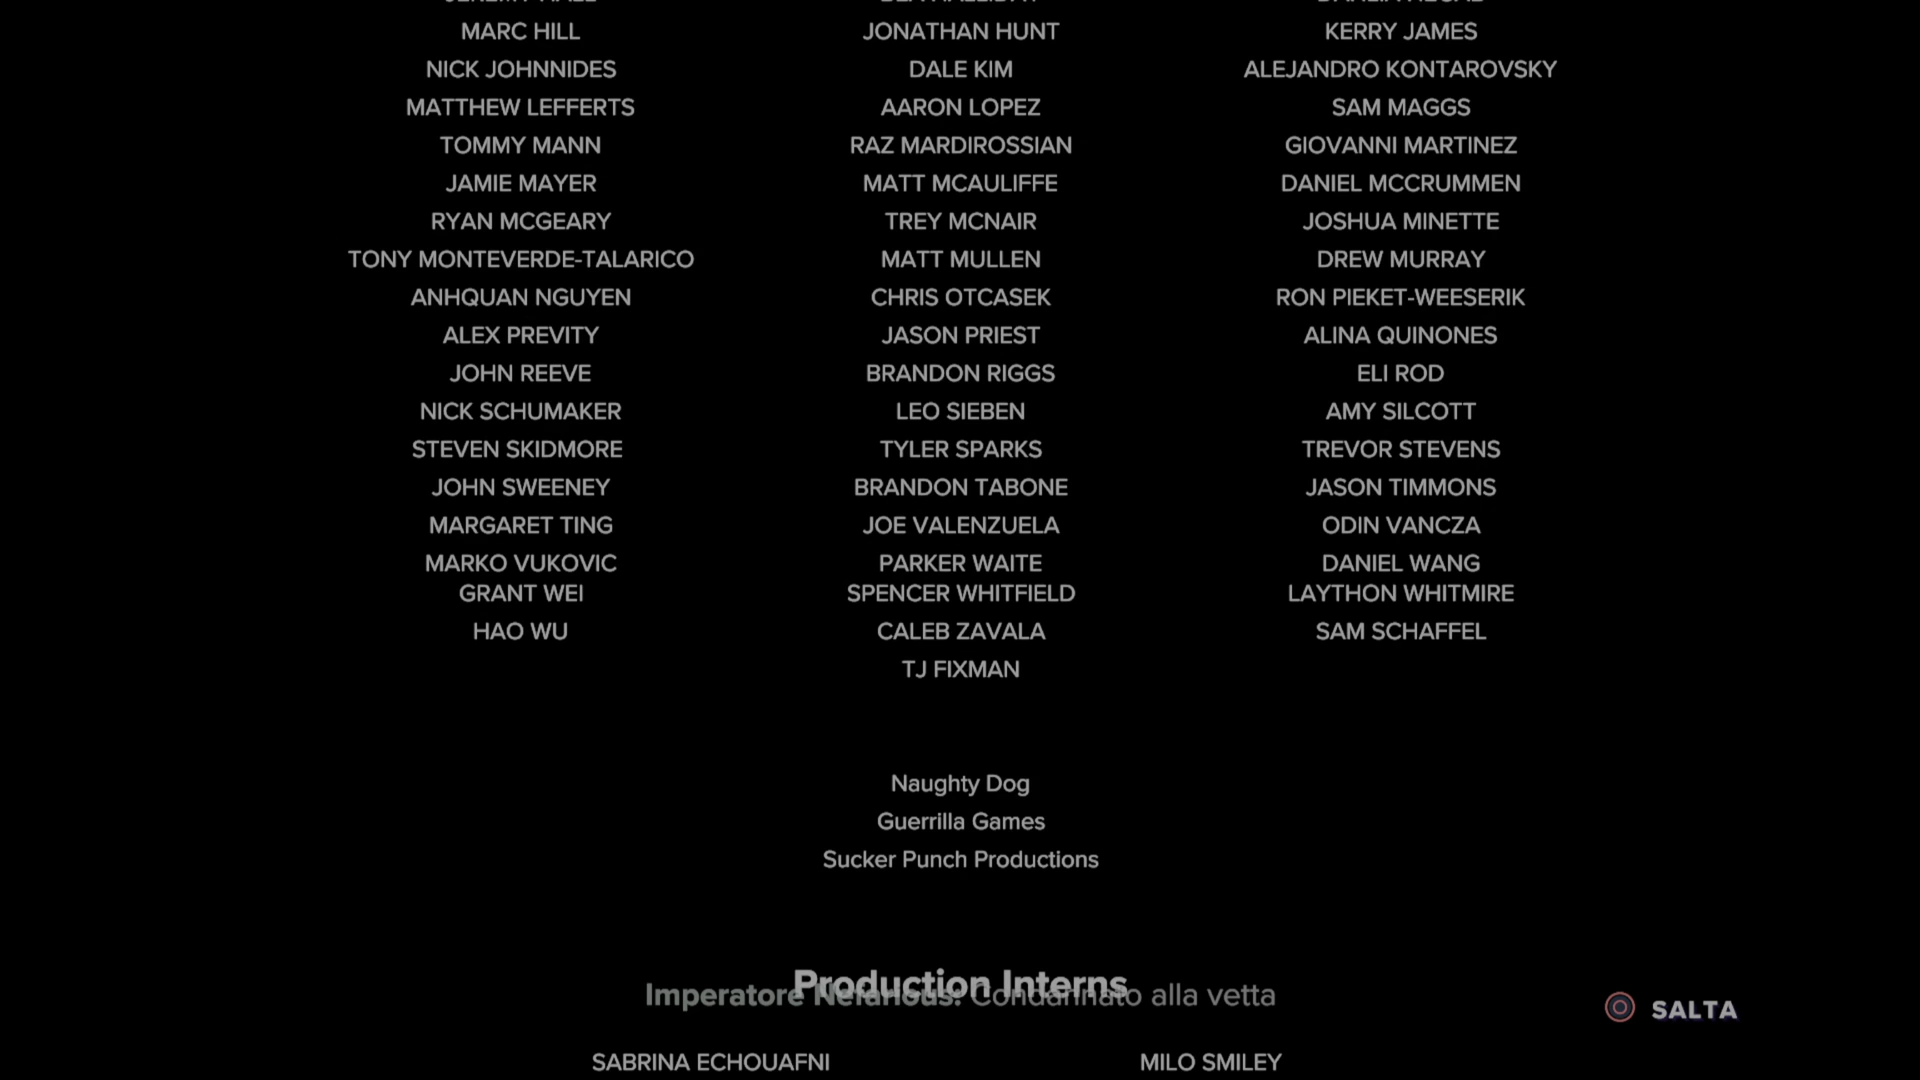 MARC HILL JONATHAN HUNT KERRY JAMES
NICK JOHNNIDES DALE KIM ALEJANDRO KONTAROVSKY
MATTHEW LEFFERTS AARON LOPEZ SAM MAGGS
TOMMY MANN RAZ MARDIROSSIAN GIOVANNI MARTINEZ
JAMIE MAYER MATT MCAULIFFE DANIEL MCCRUMMEN
RYAN MCGEARY TREY MCNAIR JOSHUA MINETTE
TONY MONTEVERDE-TALARICO MATT MULLEN DREW MURRAY
ANHQUAN NGUYEN CHRIS OTCASEK RON PIEKET-WEESERIK
ALEX PREVITY JASON PRIEST ALINA QUINONES
JOHN REEVE BRANDON RIGGS ELI ROD
NICK SCHUMAKER LEO SIEBEN AMY SILCOTT
STEVEN SKIDMORE TYLER SPARKS TREVOR STEVENS
JOHN SWEENEY BRANDON TABONE JASON TIMMONS
MARGARET TING JOE VALENZUELA ODIN VANCZA
MARKO VUKOVIC PARKER WAITE DANIEL WANG
GRANT WEI SPENCER WHITFIELD LAYTHON WHITMIRE
HAO WU CALEB ZAVALA SAM SCHAFFEL
TJ FIXMAN
Naughty Dog
Guerrilla Games
Sucker Punch Productions
Production Interns
Imperatore Nefarious: Condannato alla vetta
SALTA
SABRINA ECHOUAFNI MILO SMILEY